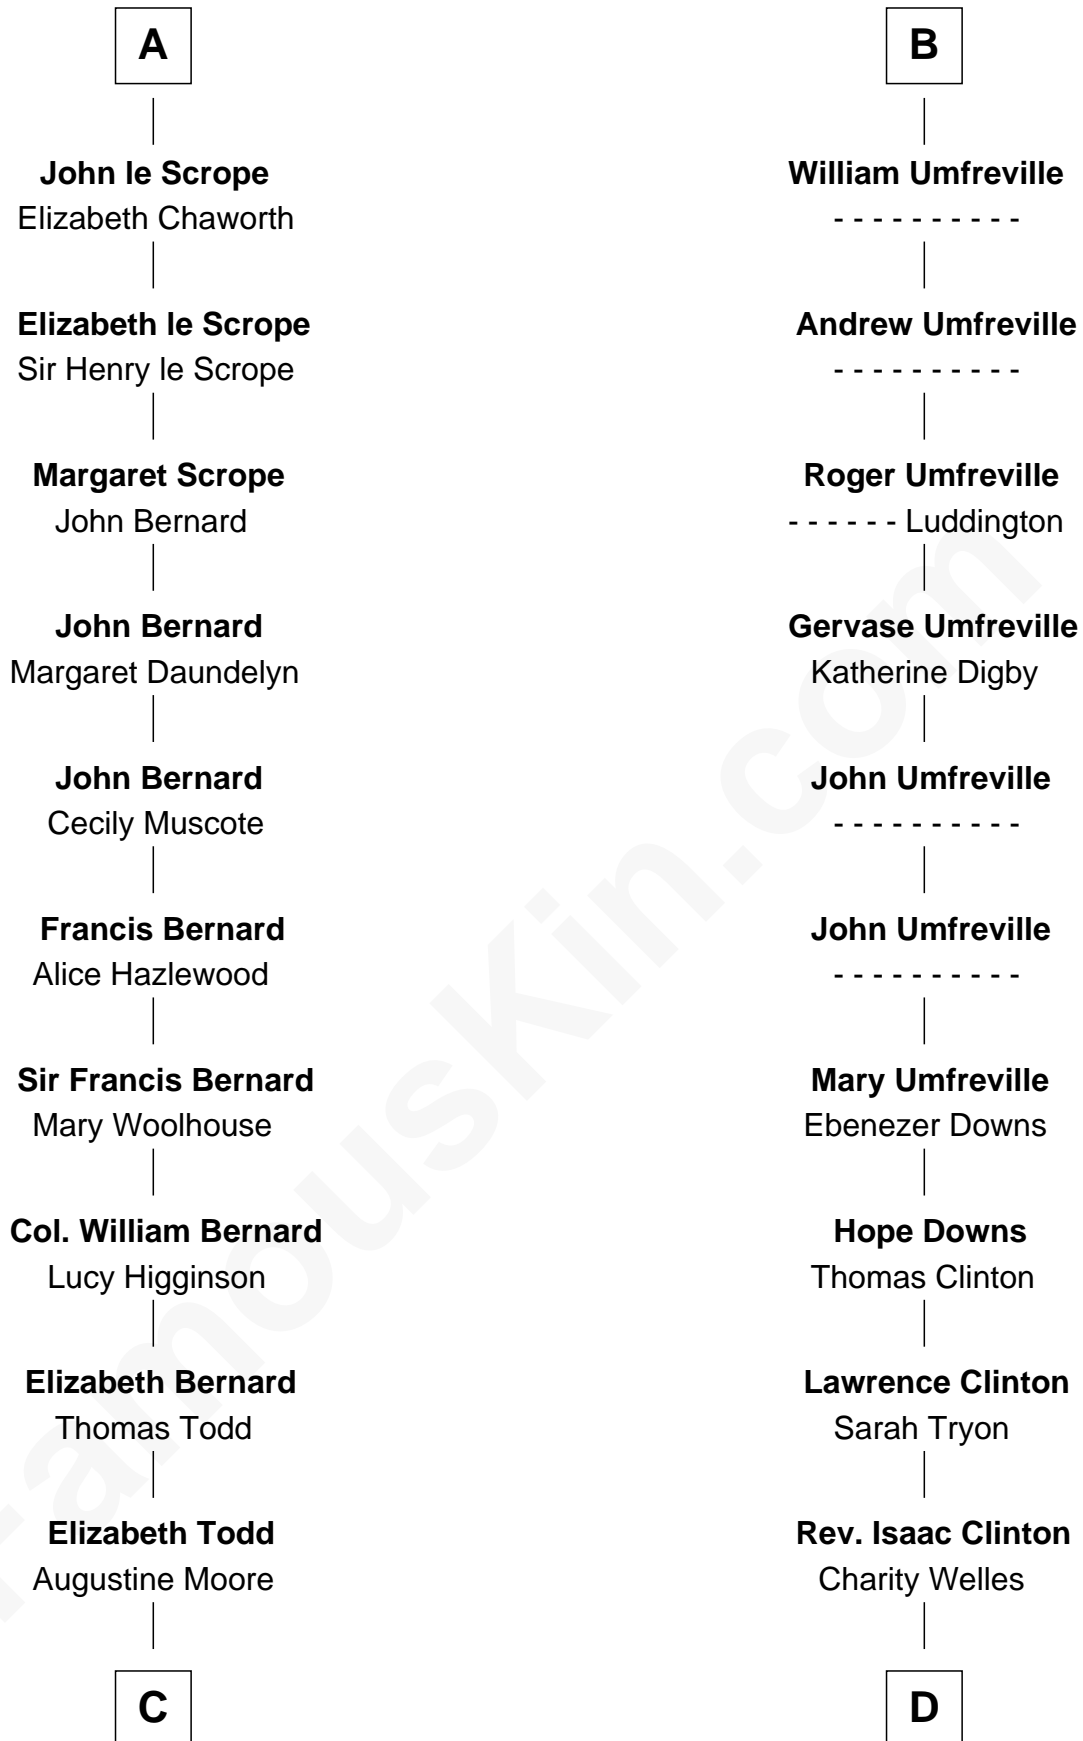 A
John le Scrope
Elizabeth Chaworth
Elizabeth le Scrope
Sir Henry le Scrope
Margaret Scrope
John Bernard
John Bernard
Margaret Daundelyn
John Bernard
Cecily Muscote
Francis Bernard
Alice Hazlewood
Sir Francis Bernard
Mary Woolhouse
Col. William Bernard
Lucy Higginson
Elizabeth Bernard
Thomas Todd
Elizabeth Todd
Augustine Moore
C
B
William Umfreville
- - - - - - - - - -
Andrew Umfreville
- - - - - - - - - -
Roger Umfreville
- - - - - - Luddington
Gervase Umfreville
Katherine Digby
John Umfreville
- - - - - - - - - -
John Umfreville
- - - - - - - - - -
Mary Umfreville
Ebenezer Downs
Hope Downs
Thomas Clinton
Lawrence Clinton
Sarah Tryon
Rev. Isaac Clinton
Charity Welles
D
FamousKin.com